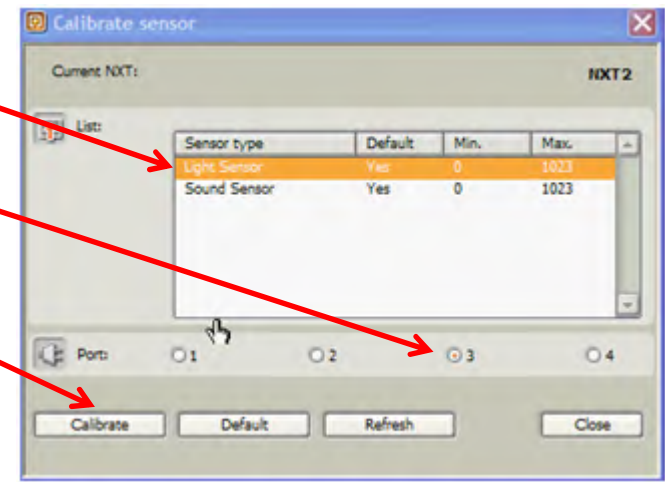 Calibrate sensor
Current NXT: NXT2
List:
Sensor type Default Min. Max.
Light Sensor Yes 0 1023
Sound Sensor Yes 0 1023
Port: 1 2 3 4
Calibrate Default Refresh Close